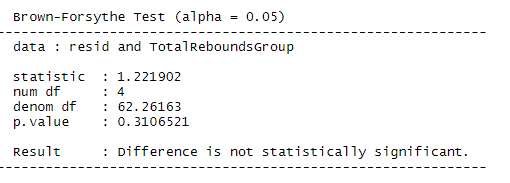 Brown-Forsythe Test (alpha = 0.05)
-------------------------------------------------------------
data : resid and TotalReboundsGroup
statistic : 1.221902
num df : 4
denom df : 62.26163
p.value : 0.3106521
Result : Difference is not statistically significant.
-------------------------------------------------------------